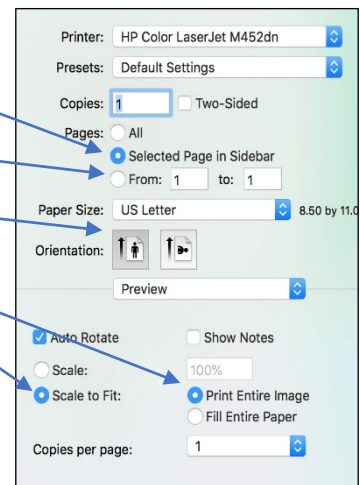 Printer: HP Color LaserJet M452dn
Presets: Default Settings
Copies: 1 Two-Sided
Pages: All
Selected Page in Sidebar
From: 1 to: 1
Paper Size: US Letter 8.50 by 11.0
Orientation:
Preview
Auto Rotate Show Notes
Scale: 100%
Scale to Fit: Print Entire Image
Fill Entire Paper
Copies per page: 1